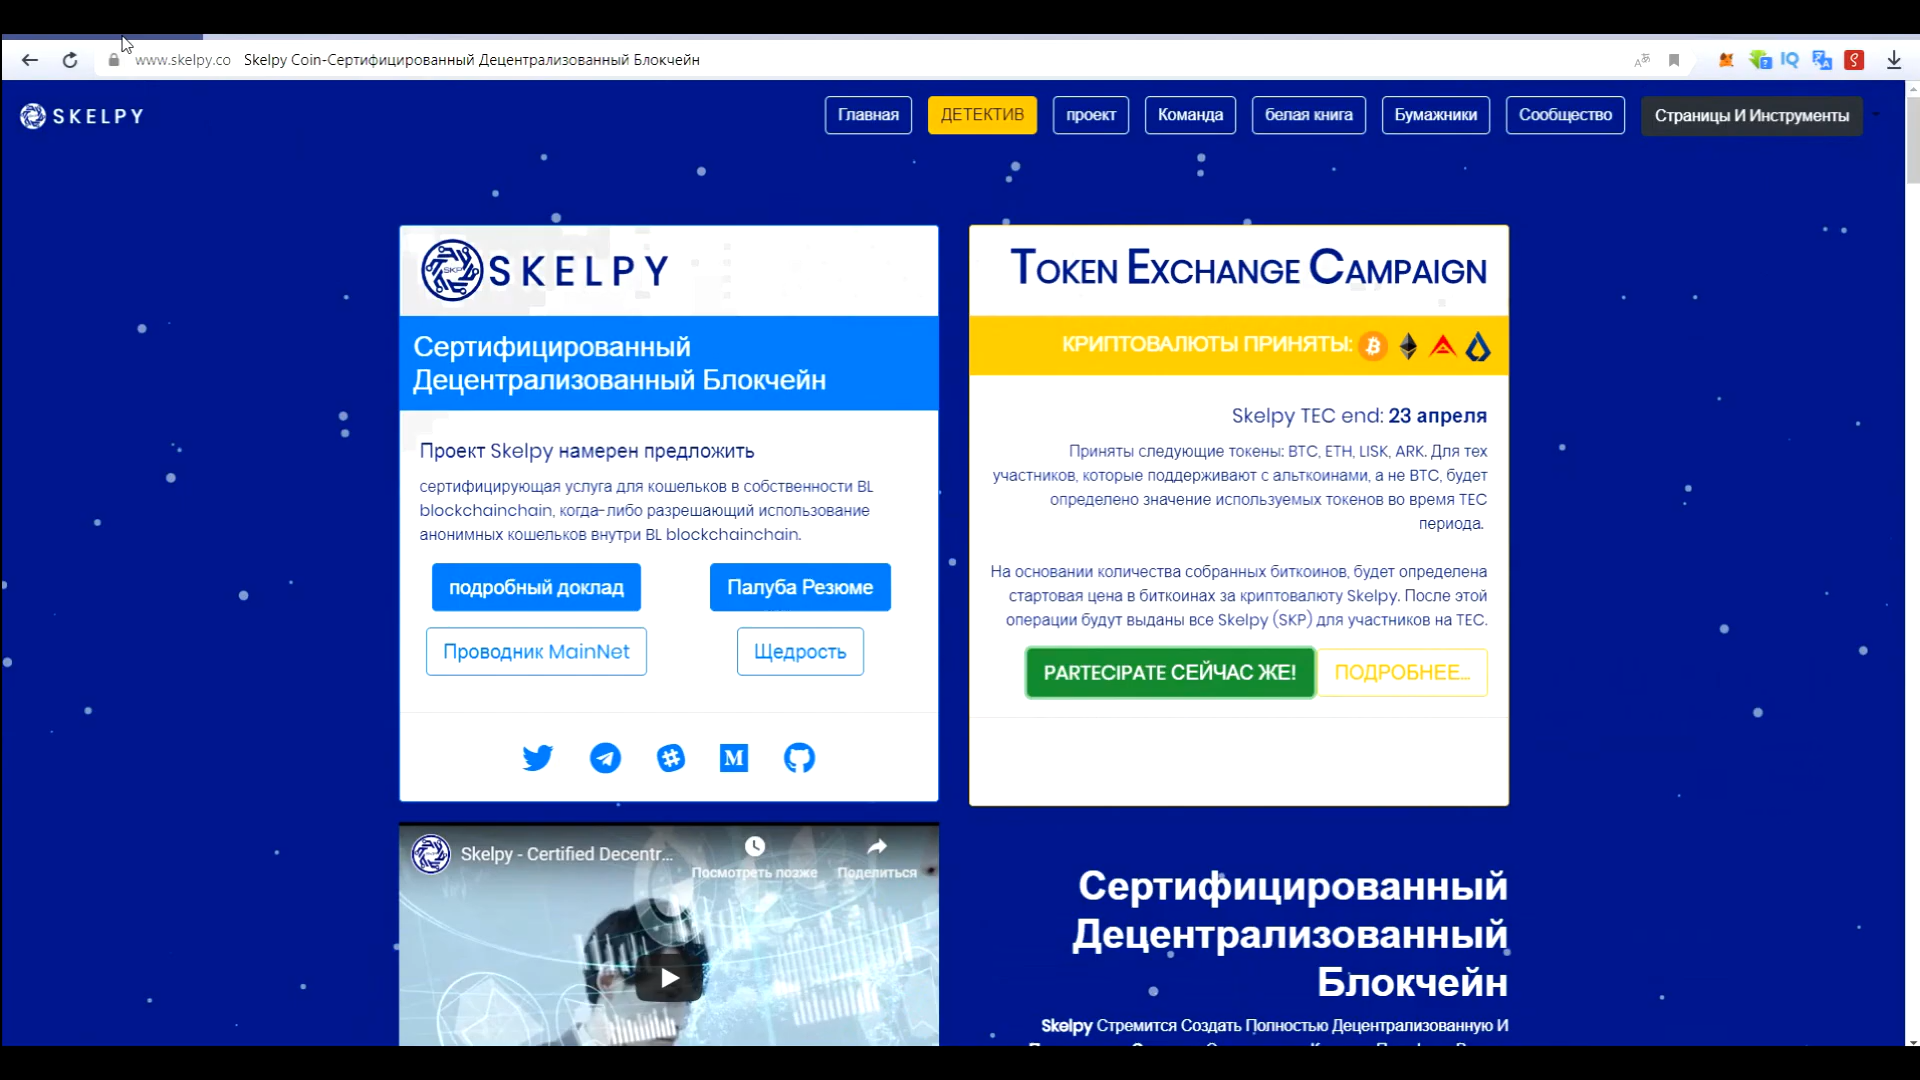 www.skelpy.co Skelpy Coin-Сертифицированный Децентрализованный Блокчейн
SKELPY
Главная
ДЕТЕКТИВ
проект
Команда
белая книга
Бумажники
Сообщество
Страницы И Инструменты
SKP SKELPY
Сертифицированный
Децентрализованный Блокчейн
Проект Skelpy намерен предложить
сертифицирующая услуга для кошельков в собственности BL
blockchainchain, когда-либо разрешающий использование
анонимных кошельков внутри BL blockchainchain.
подробный доклад
Палуба Резюме
Проводник MainNet
Щедрость
TOKEN EXCHANGE CAMPAIGN
КРИПТОВАЛЮТЫ ПРИНЯТЫ:
Skelpy TEC end: 23 апреля
Приняты следующие токены: BTC, ETH, LISK, ARK. Для тех
участников, которые поддерживают с альткоинами, а не BTC, будет
определено значение используемых токенов во время TEC
периода.
На основании количества собранных биткоинов, будет определена
стартовая цена в биткоинах за криптовалюту Skelpy. После этой
операции будут выданы все Skelpy (SKP) для участников на TEC.
PARTECIPATE СЕЙЧАС ЖЕ!
ПОДРОБНЕЕ...
Skelpy - Certified Decentr...
Посмотреть позже
Поделиться
Сертифицированный
Децентрализованный
Блокчейн
Skelpy Стремится Создать Полностью Децентрализованную И